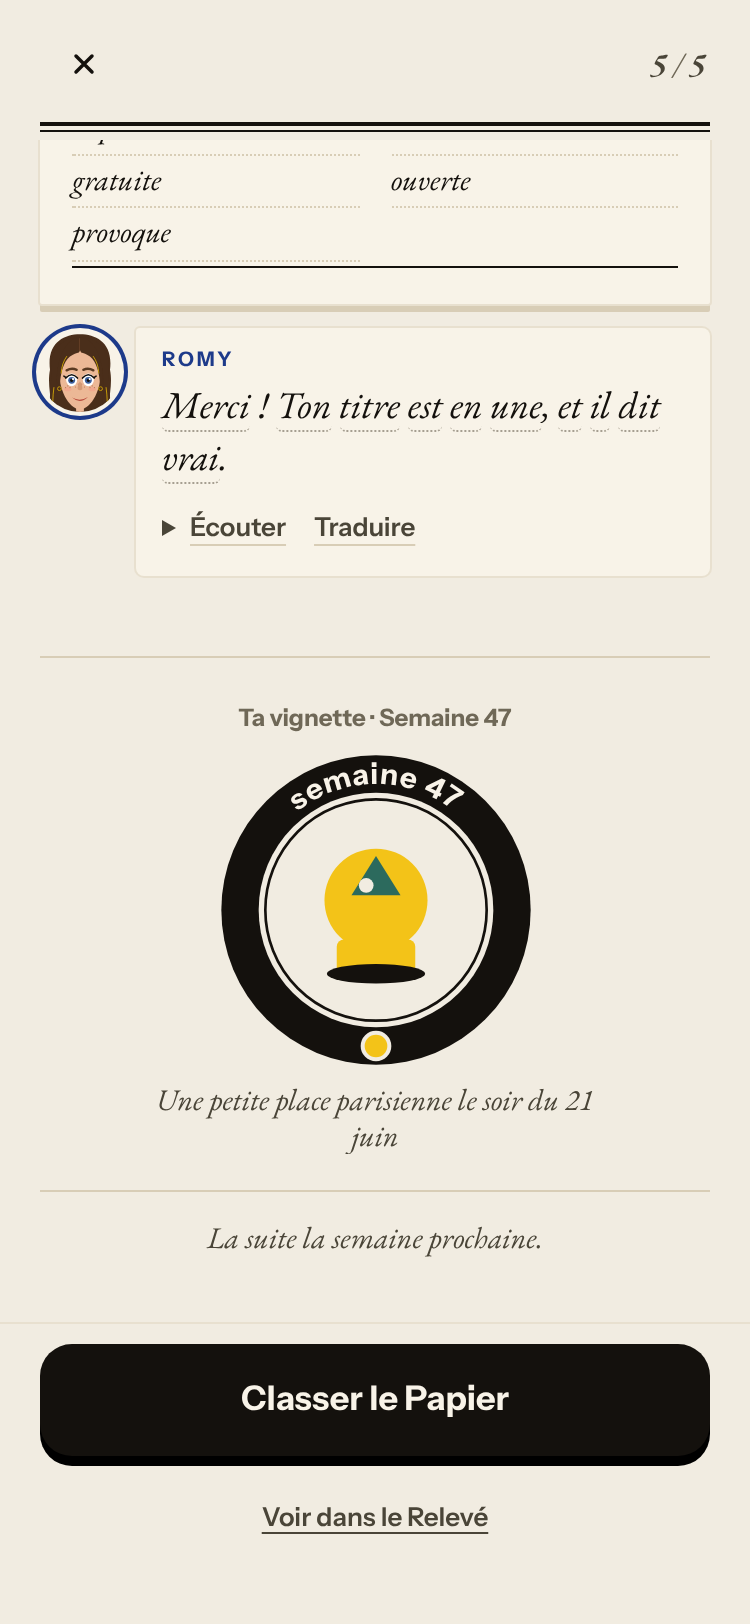 5/5
gratuite
ouverte
provoque
ROMY
Merci ! Ton titre est en une, et il dit
vrai.
Écouter
Traduire
Ta vignette · Semaine 47
semaine 47
Une petite place parisienne le soir du 21
juin
La suite la semaine prochaine.
Classer le Papier
Voir dans le Relevé